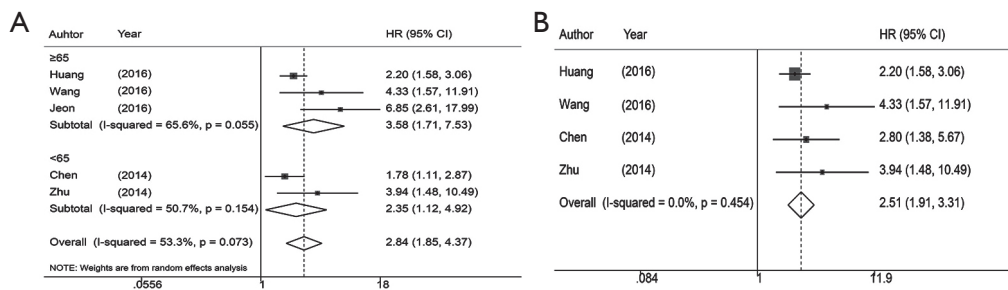 A
Auhtor Year HR (95% CI)
≥65
Huang (2016) 2.20 (1.58, 3.06)
Wang (2016) 4.33 (1.57, 11.91)
Jeon (2016) 6.85 (2.61, 17.99)
Subtotal (I-squared = 65.6%, p = 0.055) 3.58 (1.71, 7.53)
<65
Chen (2014) 1.78 (1.11, 2.87)
Zhu (2014) 3.94 (1.48, 10.49)
Subtotal (I-squared = 50.7%, p = 0.154) 2.35 (1.12, 4.92)
Overall (I-squared = 53.3%, p = 0.073) 2.84 (1.85, 4.37)
NOTE: Weights are from random effects analysis
.0556 1 18
B
Author Year HR (95% CI)
Huang (2016) 2.20 (1.58, 3.06)
Wang (2016) 4.33 (1.57, 11.91)
Chen (2014) 2.80 (1.38, 5.67)
Zhu (2014) 3.94 (1.48, 10.49)
Overall (I-squared = 0.0%, p = 0.454) 2.51 (1.91, 3.31)
.084 1 11.9